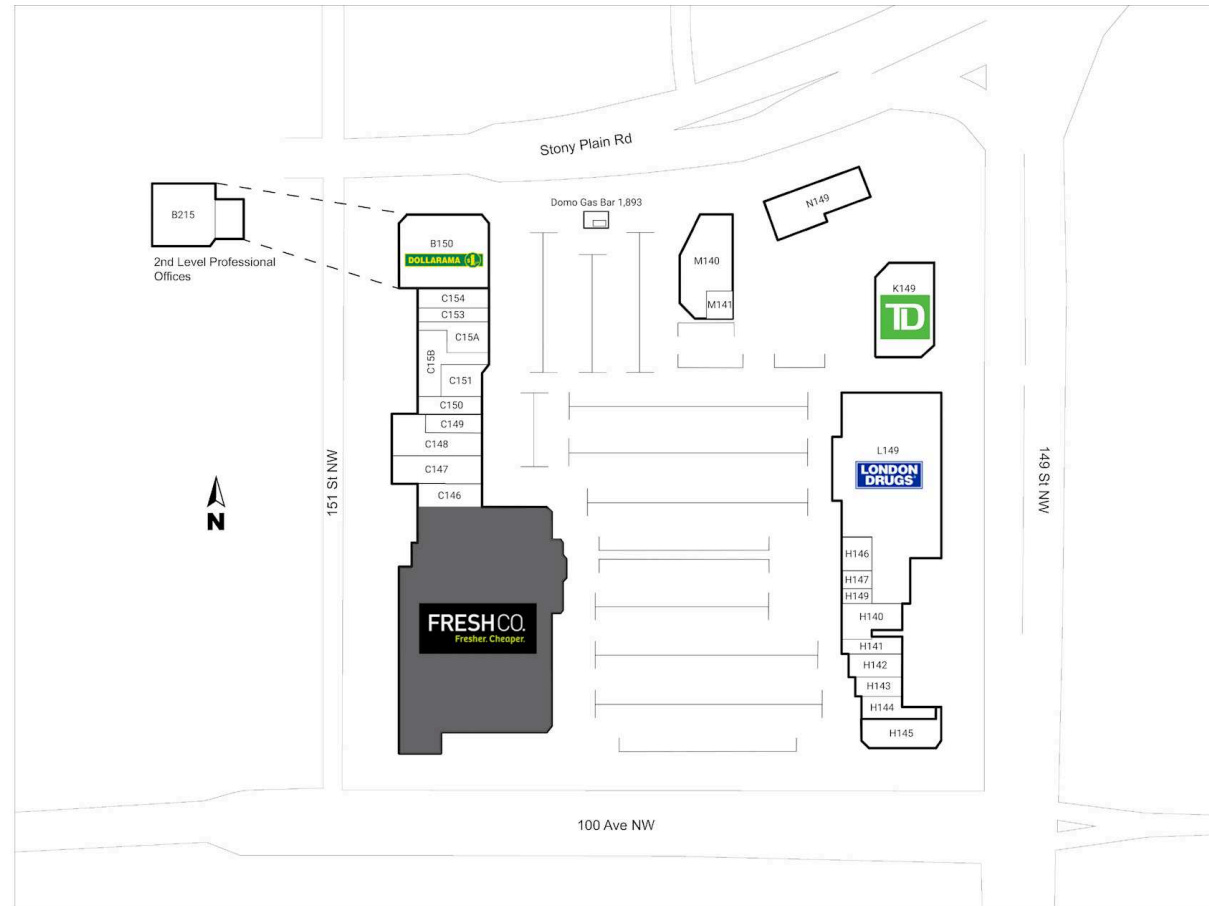 Stony Plain Rd
B215
2nd Level Professional
Offices
Domo Gas Bar 1,893
N149
B150
DOLLARAMA
M140
M141
K149
TD
C154
C153
C15A
C15B
C151
C150
C149
C148
C147
C146
151 St NW
N
149 St NW
L149
LONDON
DRUGS
H146
H147
H149
H140
H141
H142
H143
H144
H145
FRESHCO.
Fresher. Cheaper.
100 Ave NW